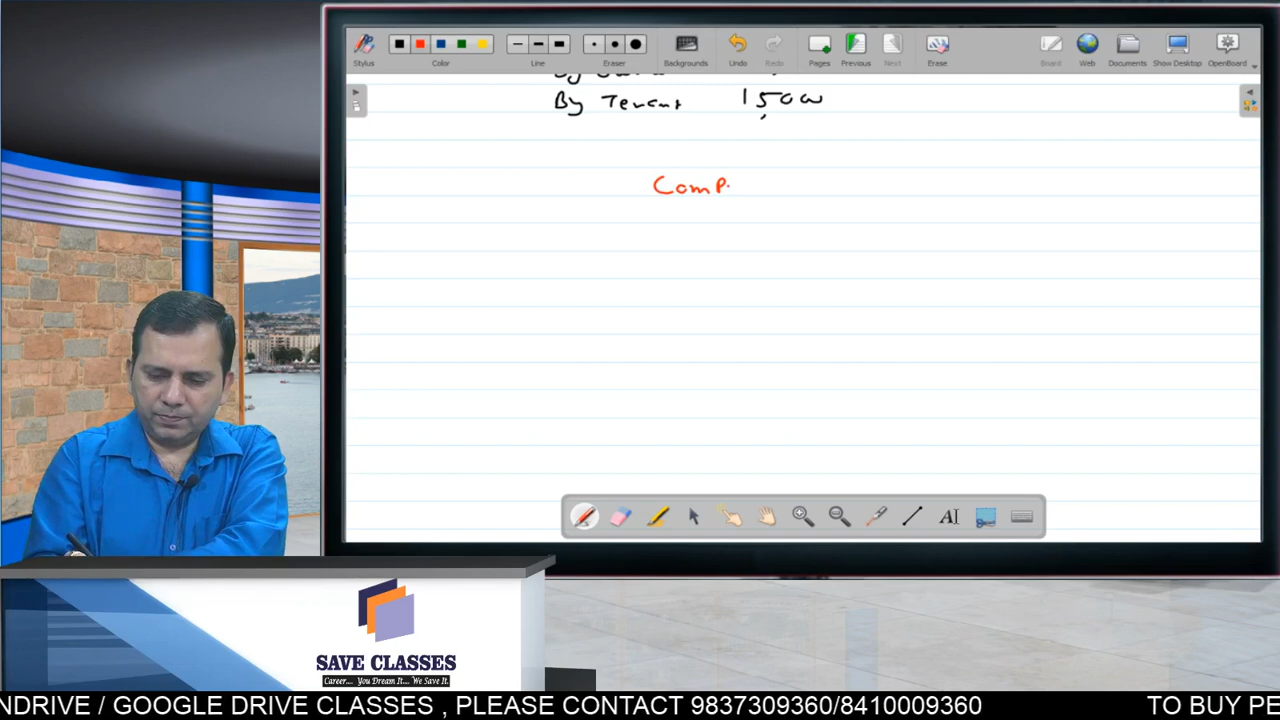 Stylus
Color
Line
Eraser
Backgrounds
Undo
Redo
Pages
Previous
Next
Erase
Board
Web
Documents
Show Desktop
OpenBoard
By Tenant 1500
Comp.
AI
SAVE CLASSES
Career.... You Dream It... We Save It.
NDRIVE / GOOGLE DRIVE CLASSES , PLEASE CONTACT 9837309360/8410009360 TO BUY PE